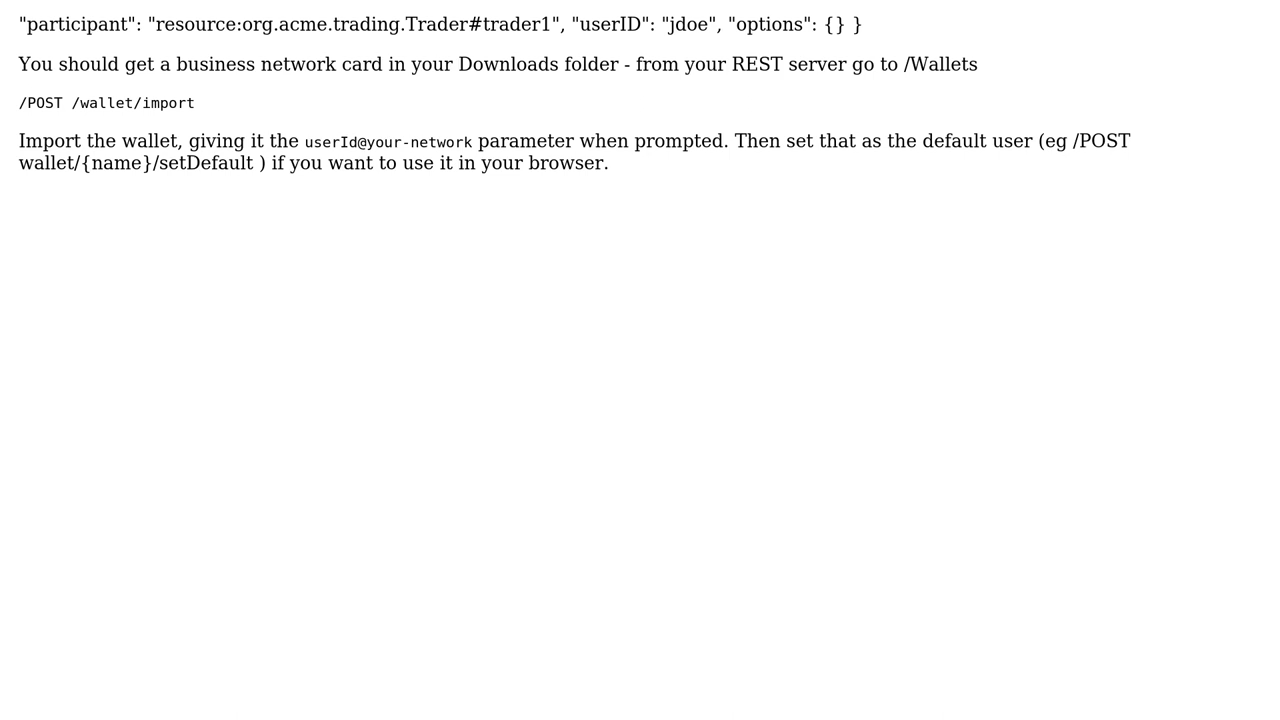 "participant": "resource:org.acme.trading.Trader#trader1", "userID": "jdoe", "options": {} }
You should get a business network card in your Downloads folder - from your REST server go to /Wallets
/POST /wallet/import
Import the wallet, giving it the userId@your-network parameter when prompted. Then set that as the default user (eg /POST
wallet/{name}/setDefault ) if you want to use it in your browser.